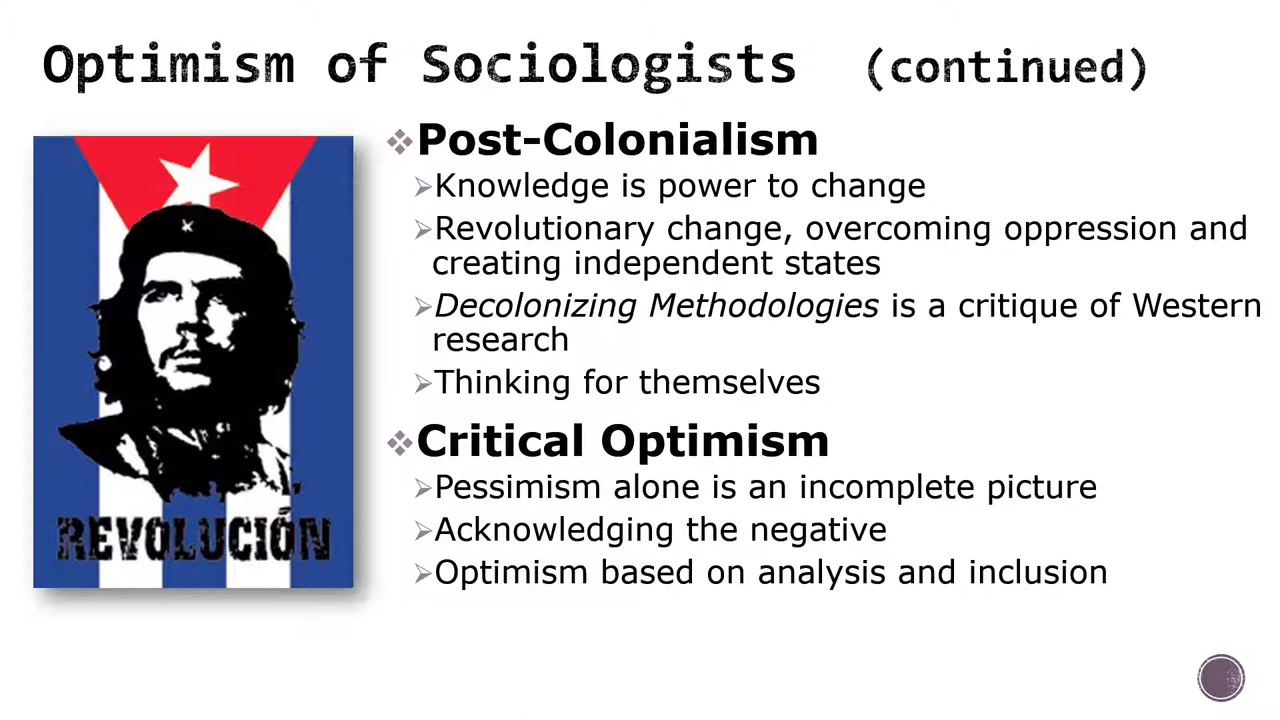 Optimism of Sociologists (continued)
Post-Colonialism
Knowledge is power to change
Revolutionary change, overcoming oppression and
creating independent states
Decolonizing Methodologies is a critique of Western
research
Thinking for themselves
Critical Optimism
Pessimism alone is an incomplete picture
Acknowledging the negative
Optimism based on analysis and inclusion
REVOLUCIÓN